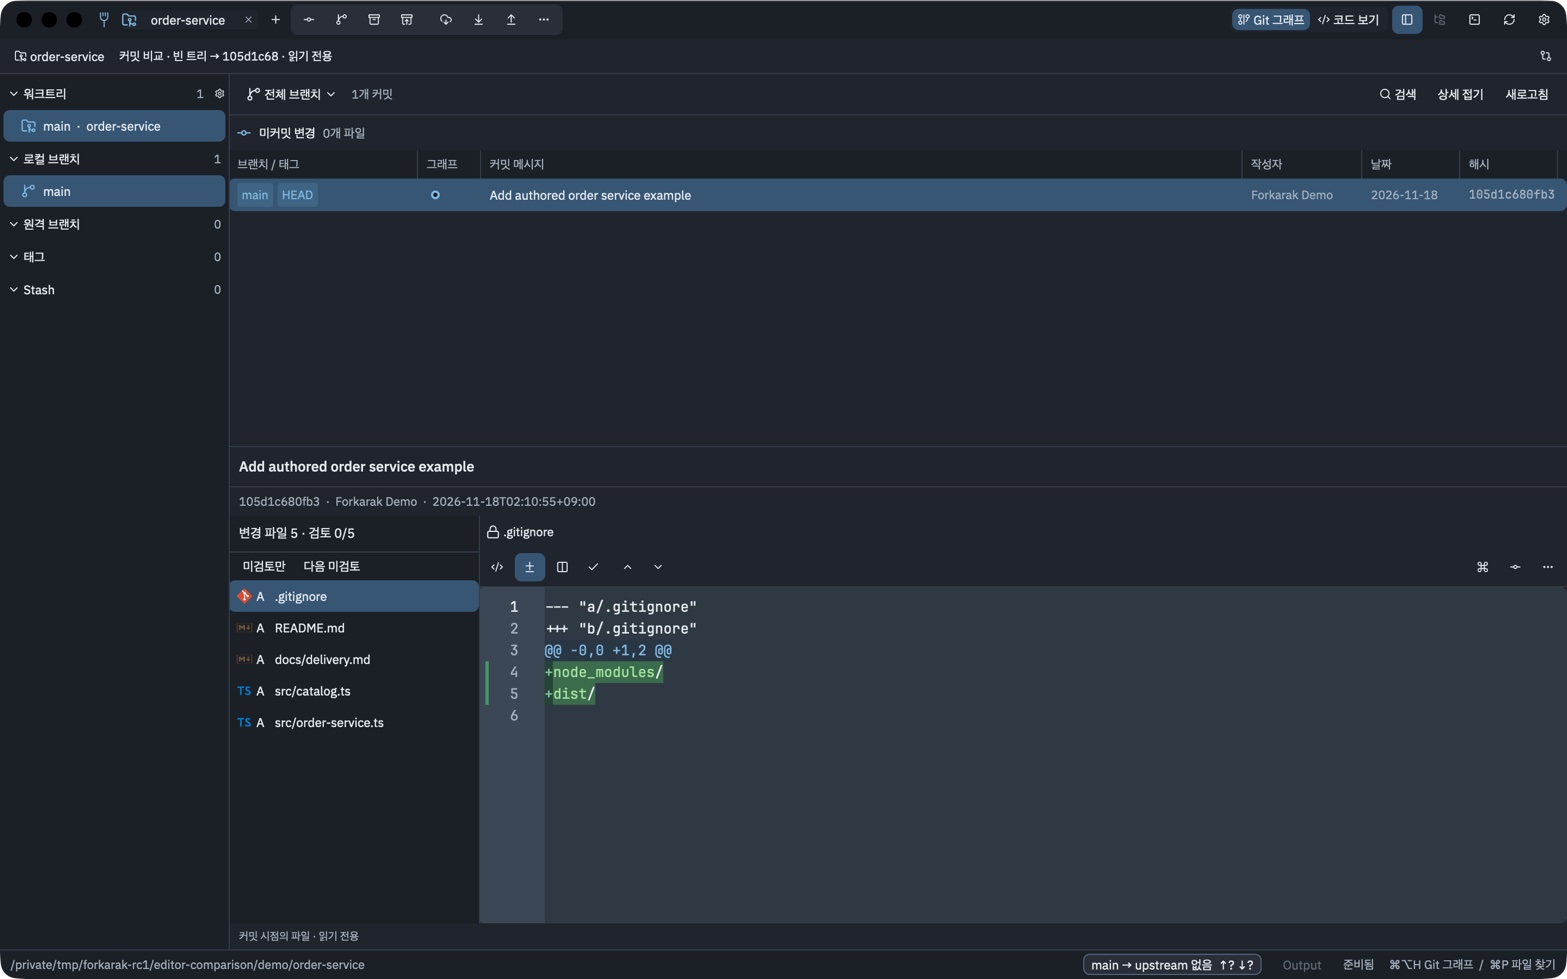 order-service
Git 그래프
코드 보기
order-service 커밋 비교 · 빈 트리 → 105d1c68 · 읽기 전용
워크트리 1
main · order-service
로컬 브랜치 1
main
원격 브랜치 0
태그 0
Stash 0
전체 브랜치 1개 커밋
검색 상세 접기 새로고침
미커밋 변경 0개 파일
브랜치 / 태그 그래프 커밋 메시지 작성자 날짜 해시
main HEAD Add authored order service example Forkarak Demo 2026-11-18 105d1c680fb3
Add authored order service example
105d1c680fb3 · Forkarak Demo · 2026-11-18T02:10:55+09:00
변경 파일 5 · 검토 0/5
미검토만 다음 미검토
A .gitignore
M↓ A README.md
M↓ A docs/delivery.md
TS A src/catalog.ts
TS A src/order-service.ts
커밋 시점의 파일 · 읽기 전용
.gitignore
1 --- "a/.gitignore"
2 +++ "b/.gitignore"
3 @@ -0,0 +1,2 @@
4 +node_modules/
5 +dist/
6
/private/tmp/forkarak-rc1/editor-comparison/demo/order-service
main → upstream 없음 ↑? ↓? Output 준비됨 ⌘⌥H Git 그래프 / ⌘P 파일 찾기